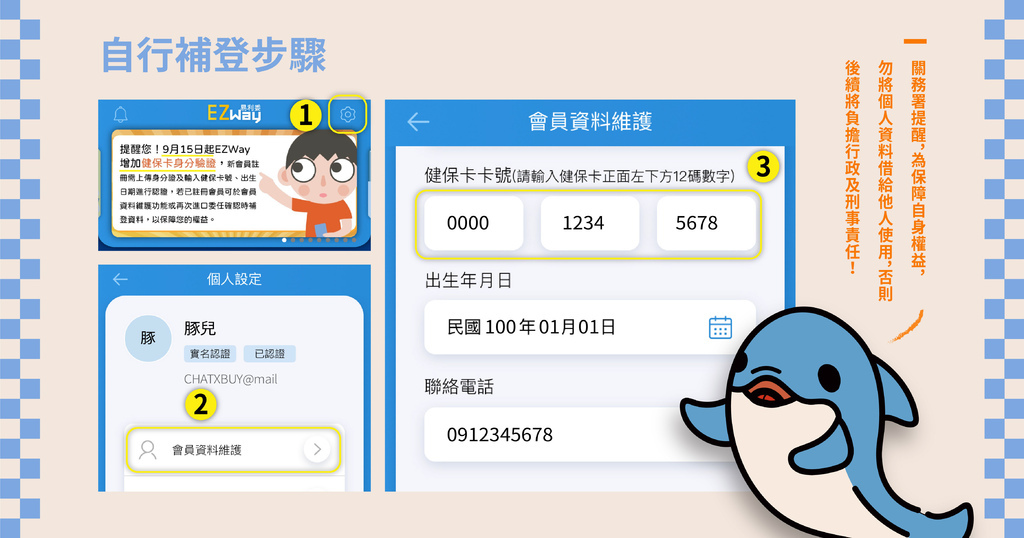 自行補登步驟
EZway 易利委
1
提醒您！9月15日起EZWay
增加健保卡身分驗證，新會員註
冊需上傳身分證及輸入健保卡卡號、出生
日期進行認證，若已註冊會員可於會員
資料維護功能或再次進口委任確認時補
登資料，以保障您的權益。
個人設定
豚
豚兒
實名認證 已認證
CHATXBUY@mail
2
會員資料維護
會員資料維護
3
健保卡卡號(請輸入健保卡正面左下方12碼數字)
0000 1234 5678
出生年月日
民國 100 年 01月01日
聯絡電話
0912345678
關務署提醒，為保障自身權益，
勿將個人資料借給他人使用，否則
後續將負擔行政及刑事責任！